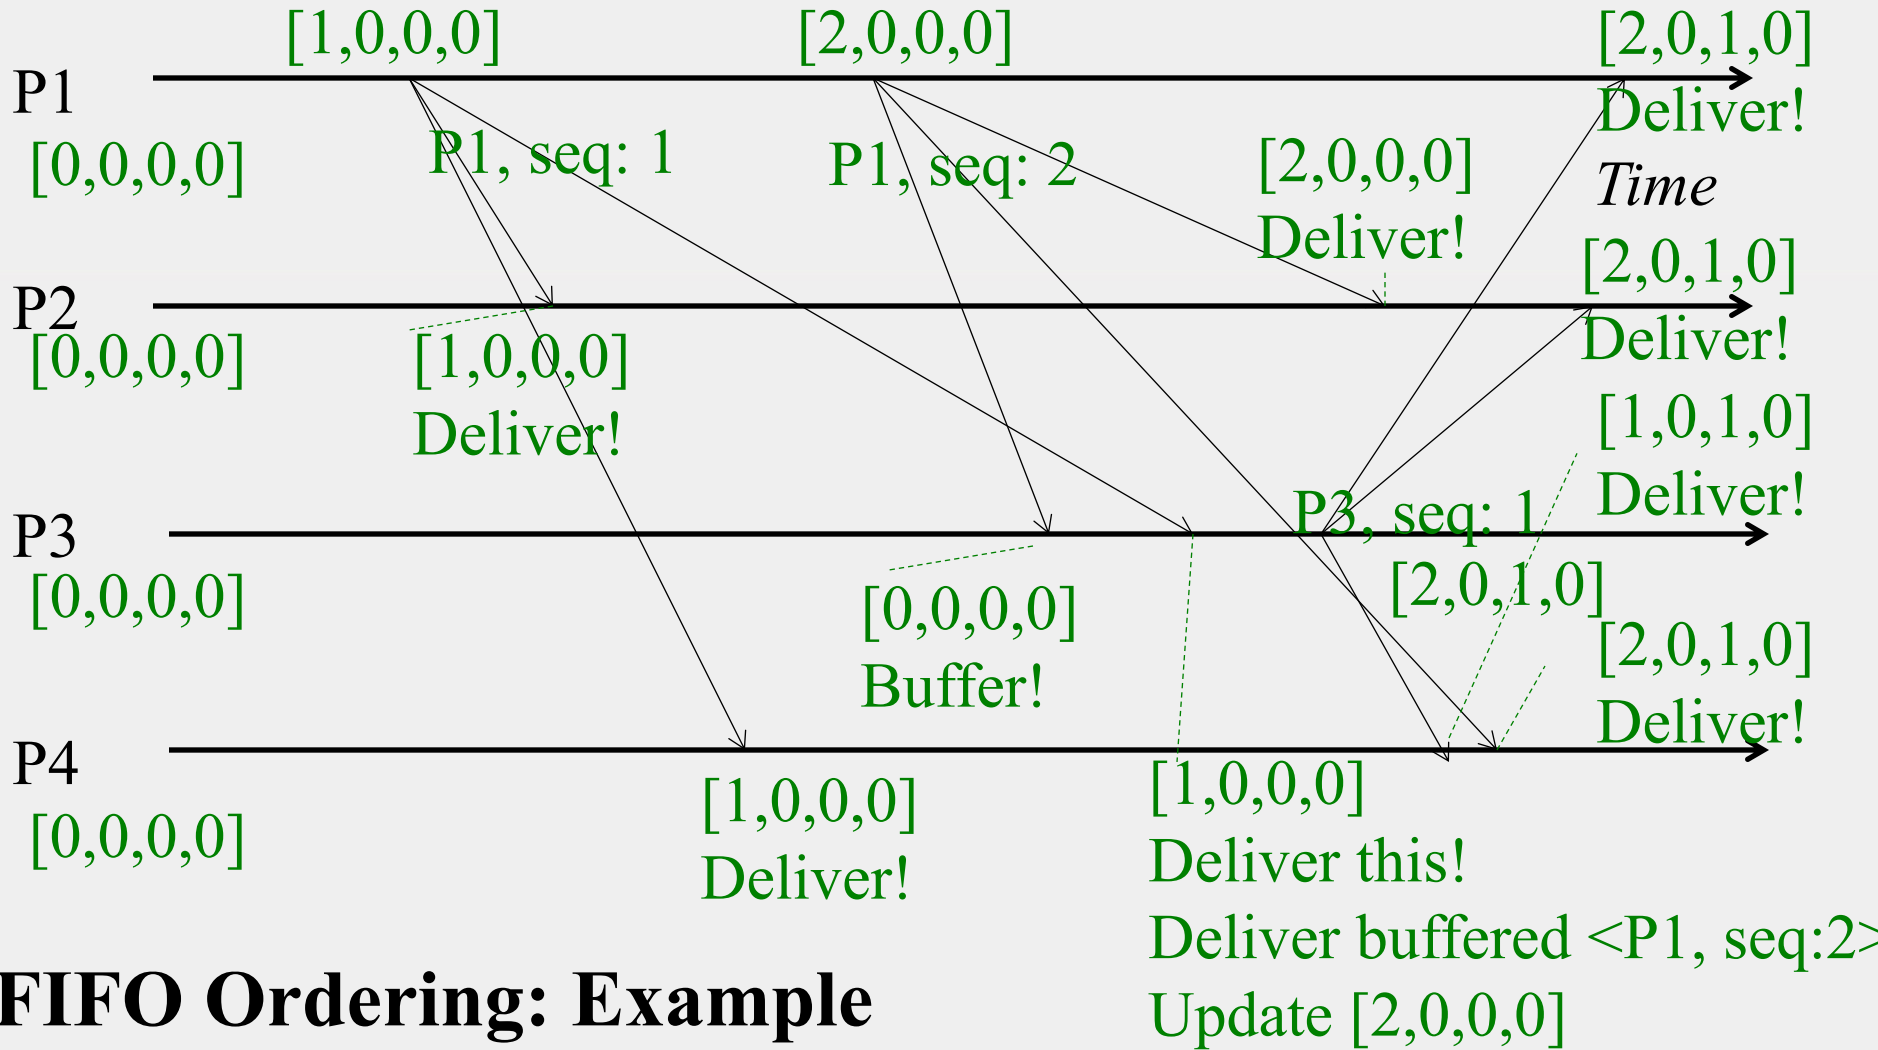 [1,0,0,0]
[2,0,0,0]
[2,0,1,0]
P1
Deliver!
[0,0,0,0]
P1, seq: 1
P1, seq: 2
[2,0,0,0]
Deliver!
Time
P2
[0,0,0,0]
[1,0,0,0]
Deliver!
[2,0,1,0]
Deliver!
[1,0,1,0]
Deliver!
P3
P3, seq: 1
[0,0,0,0]
[0,0,0,0]
Buffer!
[2,0,1,0]
[2,0,1,0]
Deliver!
P4
[0,0,0,0]
[1,0,0,0]
Deliver!
[1,0,0,0]
Deliver this!
Deliver buffered <P1, seq:2>
Update [2,0,0,0]
FIFO Ordering: Example